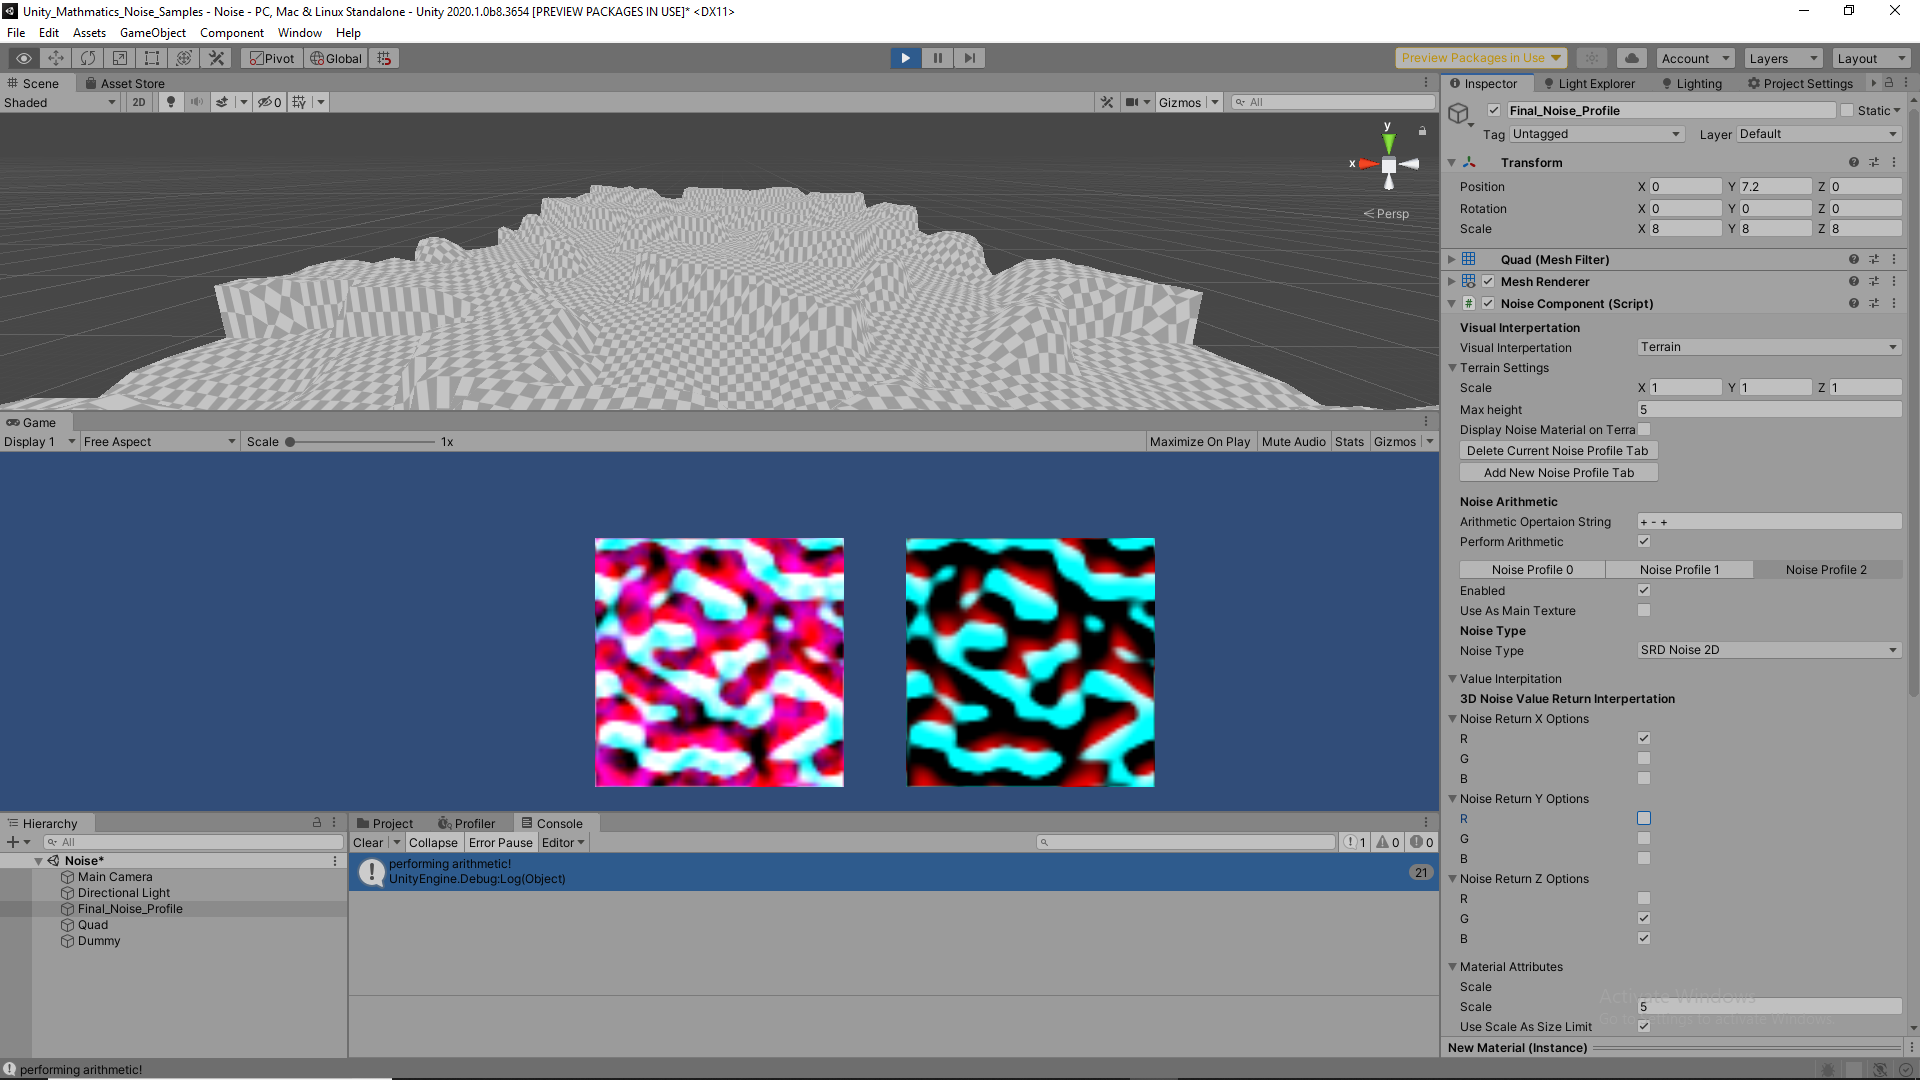 Unity_Mathmatics_Noise_Samples - Noise - PC, Mac & Linux Standalone - Unity 2020.1.0b8.3654 [PREVIEW PACKAGES IN USE]* <DX11>
File Edit Assets GameObject Component Window Help
Pivot Global Preview Packages in Use Account Layers Layout
Scene Asset Store
Shaded 2D 0 Gizmos All
y
x
Persp
Game
Display 1 Free Aspect Scale 1x Maximize On Play Mute Audio Stats Gizmos
Hierarchy
All
Noise*
Main Camera
Directional Light
Final_Noise_Profile
Quad
Dummy
Project Profiler Console
Clear Collapse Error Pause Editor 1 0 0
performing arithmetic!
UnityEngine.Debug:Log(Object)
21
Inspector Light Explorer Lighting Project Settings
Final_Noise_Profile Static
Tag Untagged Layer Default
Transform
Position X 0 Y 7.2 Z 0
Rotation X 0 Y 0 Z 0
Scale X 8 Y 8 Z 8
Quad (Mesh Filter)
Mesh Renderer
# Noise Component (Script)
Visual Interpertation
Visual Interpertation Terrain
Terrain Settings
Scale X 1 Y 1 Z 1
Max height 5
Display Noise Material on Terra
Delete Current Noise Profile Tab
Add New Noise Profile Tab
Noise Arithmetic
Arithmetic Opertaion String + - +
Perform Arithmetic
Noise Profile 0 Noise Profile 1 Noise Profile 2
Enabled
Use As Main Texture
Noise Type
Noise Type SRD Noise 2D
Value Interpitation
3D Noise Value Return Interpertation
Noise Return X Options
R
G
B
Noise Return Y Options
R
G
B
Noise Return Z Options
R
G
B
Material Attributes
Scale
Scale 5
Use Scale As Size Limit
Activate Windows
Go to Settings to activate Windows.
New Material (Instance)
performing arithmetic!